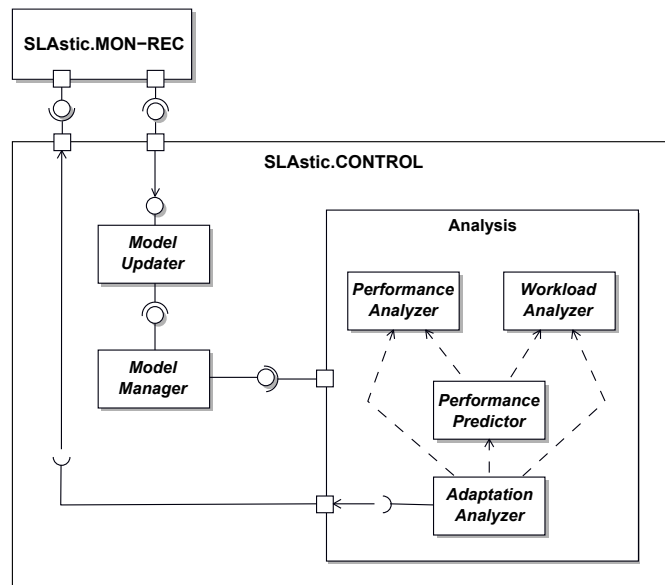 SLAstic.MON−REC
SLAstic.CONTROL
Analysis
Model
Updater
Performance
Analyzer
Workload
Analyzer
Model
Manager
Performance
Predictor
Adaptation
Analyzer